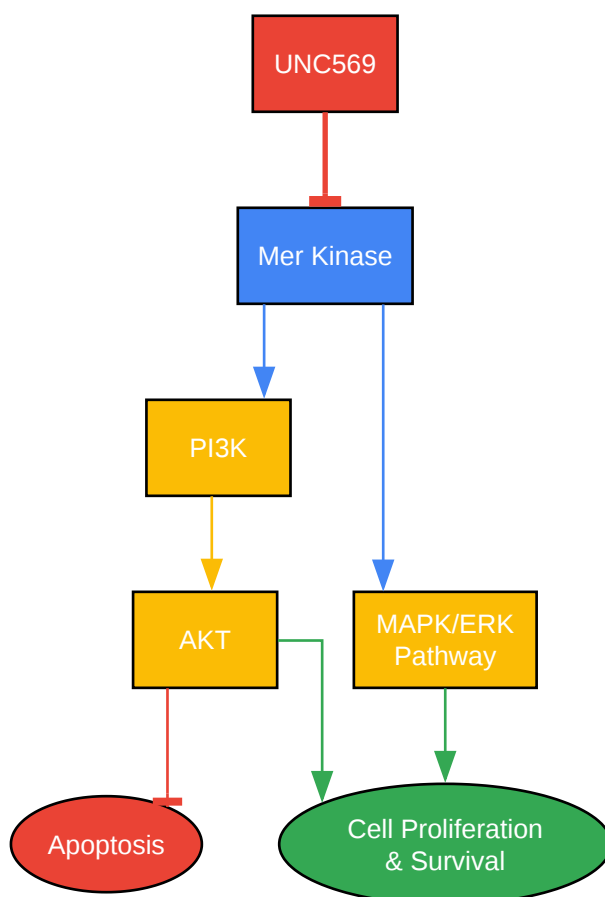 UNC569
Mer Kinase
PI3K
AKT
MAPK/ERK
Pathway
Apoptosis
Cell Proliferation
& Survival